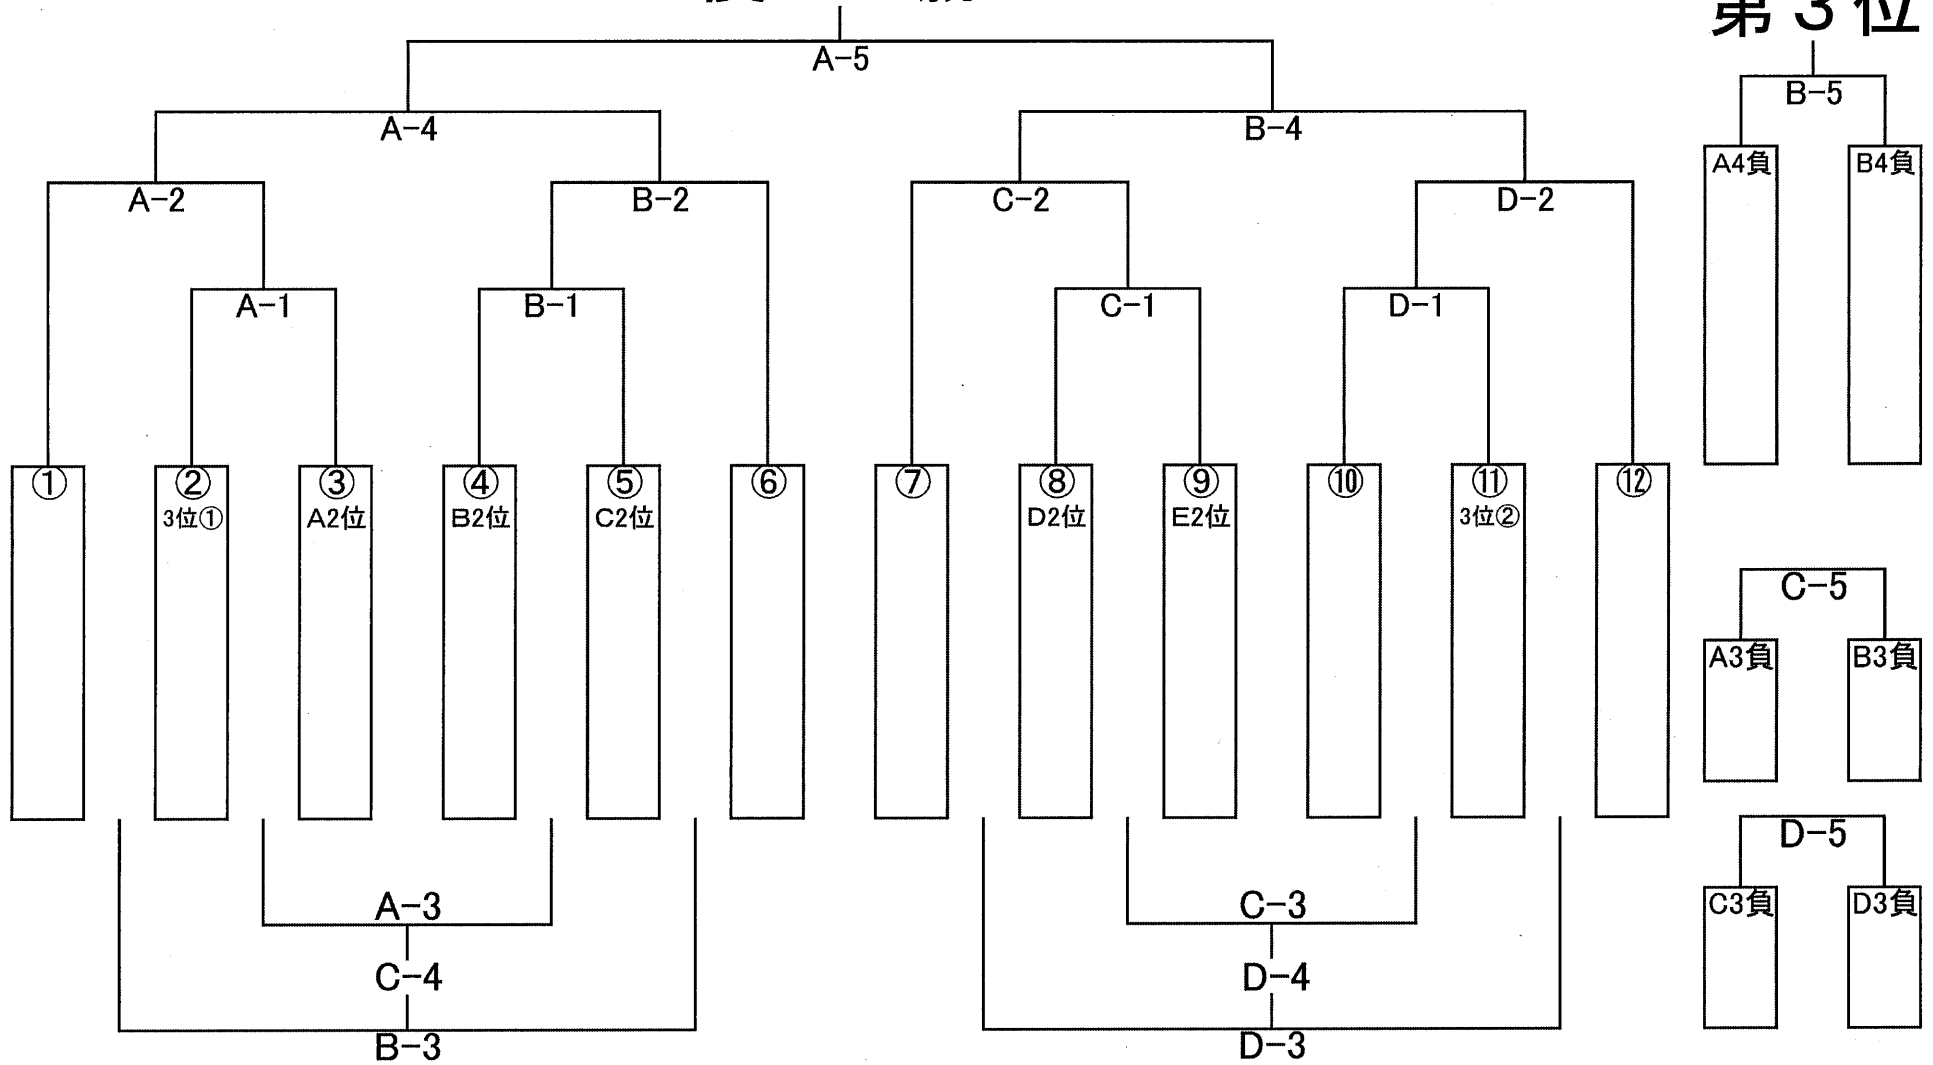 第3位
A-5
B-5
A-4
B-4
A4負
B4負
A-2
B-2
C-2
D-2
A-1
B-1
C-1
D-1
①
②
③
④
⑤
⑥
⑦
⑧
⑨
⑩
⑪
⑫
3位①
A2位
B2位
C2位
D2位
E2位
3位②
C-5
A3負
B3負
D-5
C3負
D3負
A-3
C-3
C-4
D-4
B-3
D-3